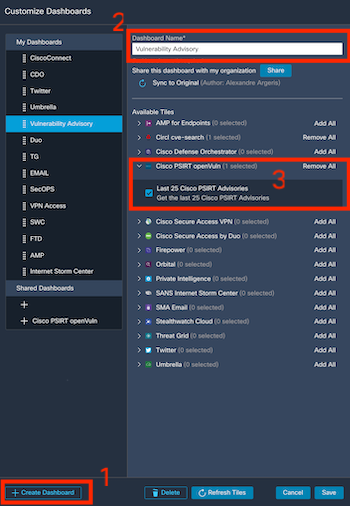 Customize Dashboards
2
My Dashboards
CiscoConnect
CDO
Twitter
Umbrella
Vulnerability Advisory
Duo
TG
EMAIL
SecOPS
VPN Access
SWC
FTD
AMP
Internet Storm Center
Shared Dashboards
+
+ Cisco PSIRT openVuln
1
+ Create Dashboard
Dashboard Name*
Vulnerability Advisory
Share this dashboard with my organization Share
Sync to Original (Author: Alexandre Argeris)
Available Tiles
AMP for Endpoints (0 selected) Add All
Circl cve-search (1 selected) Remove All
Cisco Defense Orchestrator (0 selected) Add All
Cisco PSIRT openVuln (1 selected) Remove All
3
Last 25 Cisco PSIRT Advisories
Get the last 25 Cisco PSIRT Advisories
Cisco Secure Access VPN (0 selected) Add All
Cisco Secure Access by Duo (0 selected) Add All
Firepower (0 selected) Add All
Orbital (0 selected) Add All
Private Intelligence (0 selected) Add All
SANS Internet Storm Center (0 selected) Add All
SMA Email (0 selected) Add All
Stealthwatch Cloud (0 selected) Add All
Threat Grid (0 selected) Add All
Twitter (0 selected) Add All
Umbrella (0 selected) Add All
Delete Refresh Tiles Cancel Save